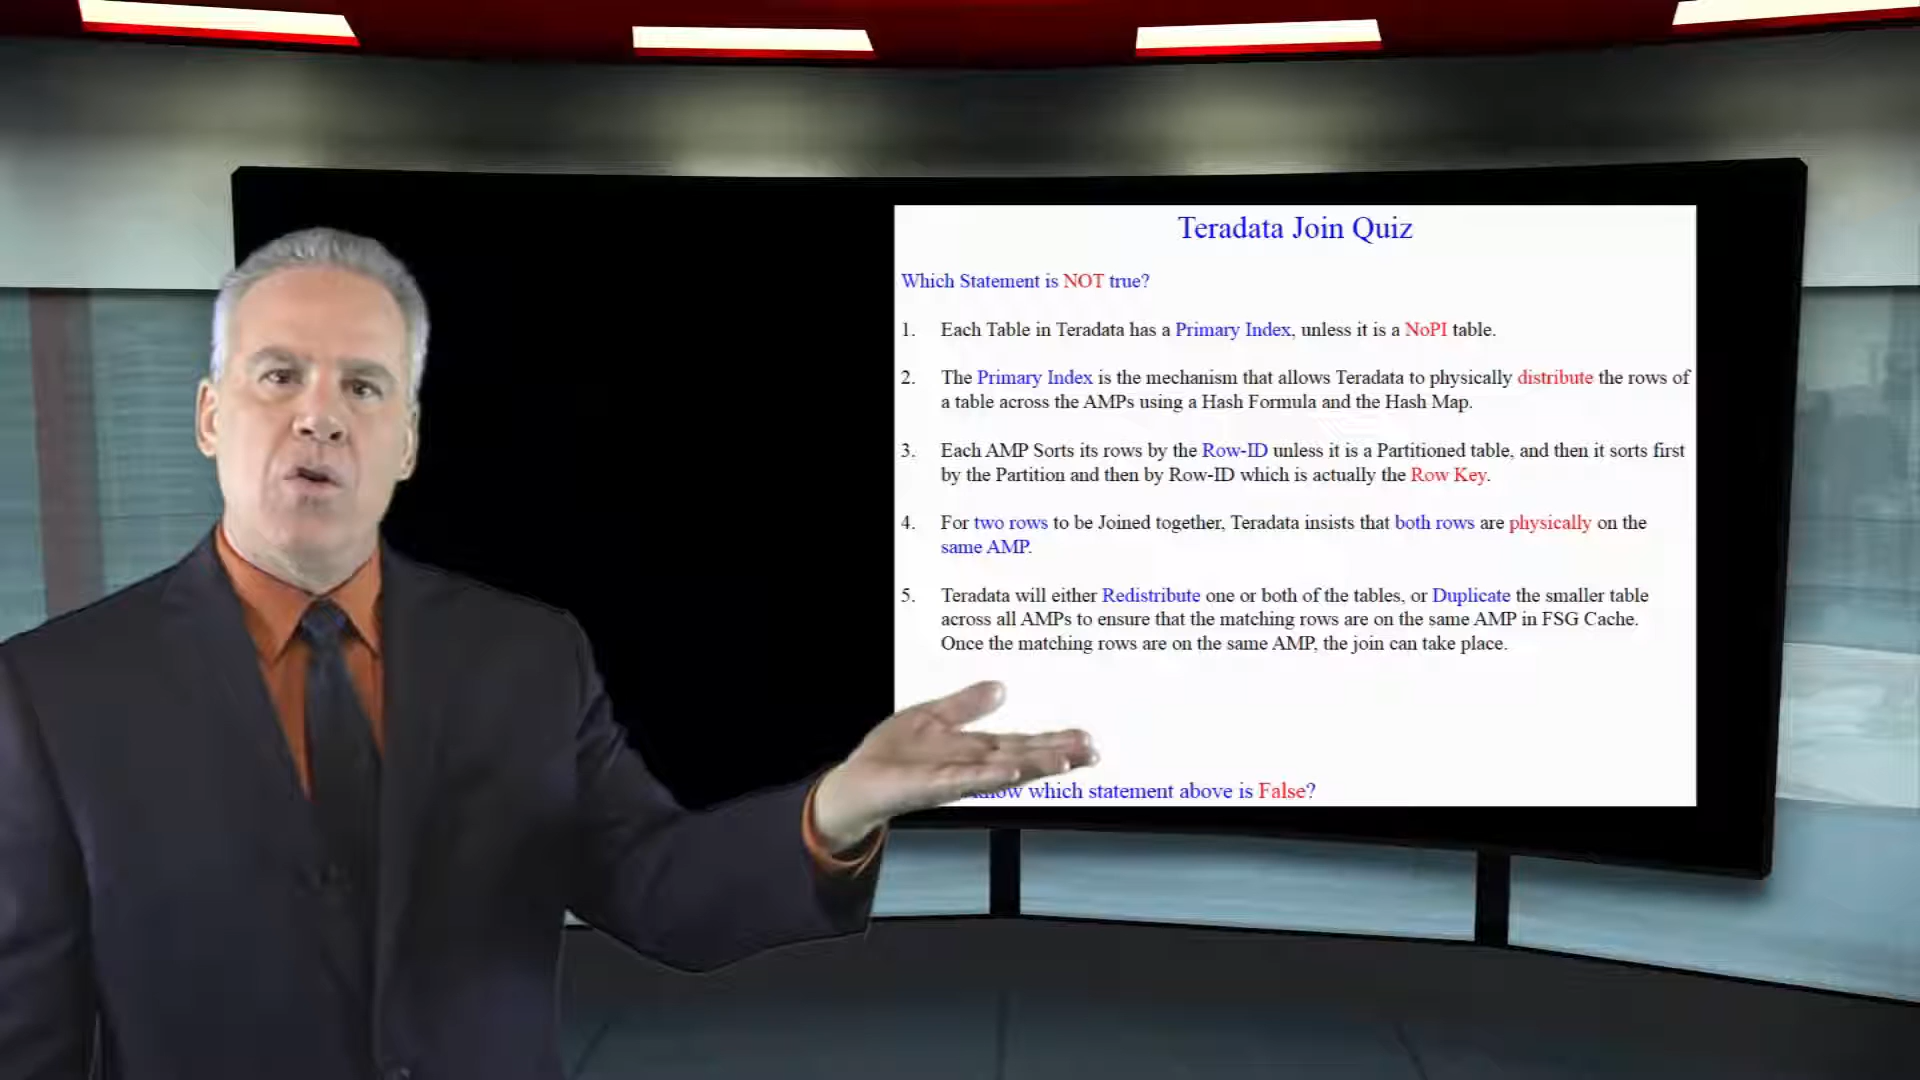 Teradata Join Quiz
Which Statement is NOT true?
1. Each Table in Teradata has a Primary Index, unless it is a NoPI table.
2. The Primary Index is the mechanism that allows Teradata to physically distribute the rows of
a table across the AMPs using a Hash Formula and the Hash Map.
3. Each AMP Sorts its rows by the Row-ID unless it is a Partitioned table, and then it sorts first
by the Partition and then by Row-ID which is actually the Row Key.
4. For two rows to be Joined together, Teradata insists that both rows are physically on the
same AMP.
5. Teradata will either Redistribute one or both of the tables, or Duplicate the smaller table
across all AMPs to ensure that the matching rows are on the same AMP in FSG Cache.
Once the matching rows are on the same AMP, the join can take place.
which statement above is False?